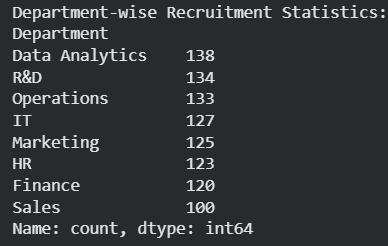 Department-wise Recruitment Statistics:
Department
Data Analytics    138
R&D               134
Operations        133
IT                127
Marketing         125
HR                123
Finance           120
Sales             100
Name: count, dtype: int64